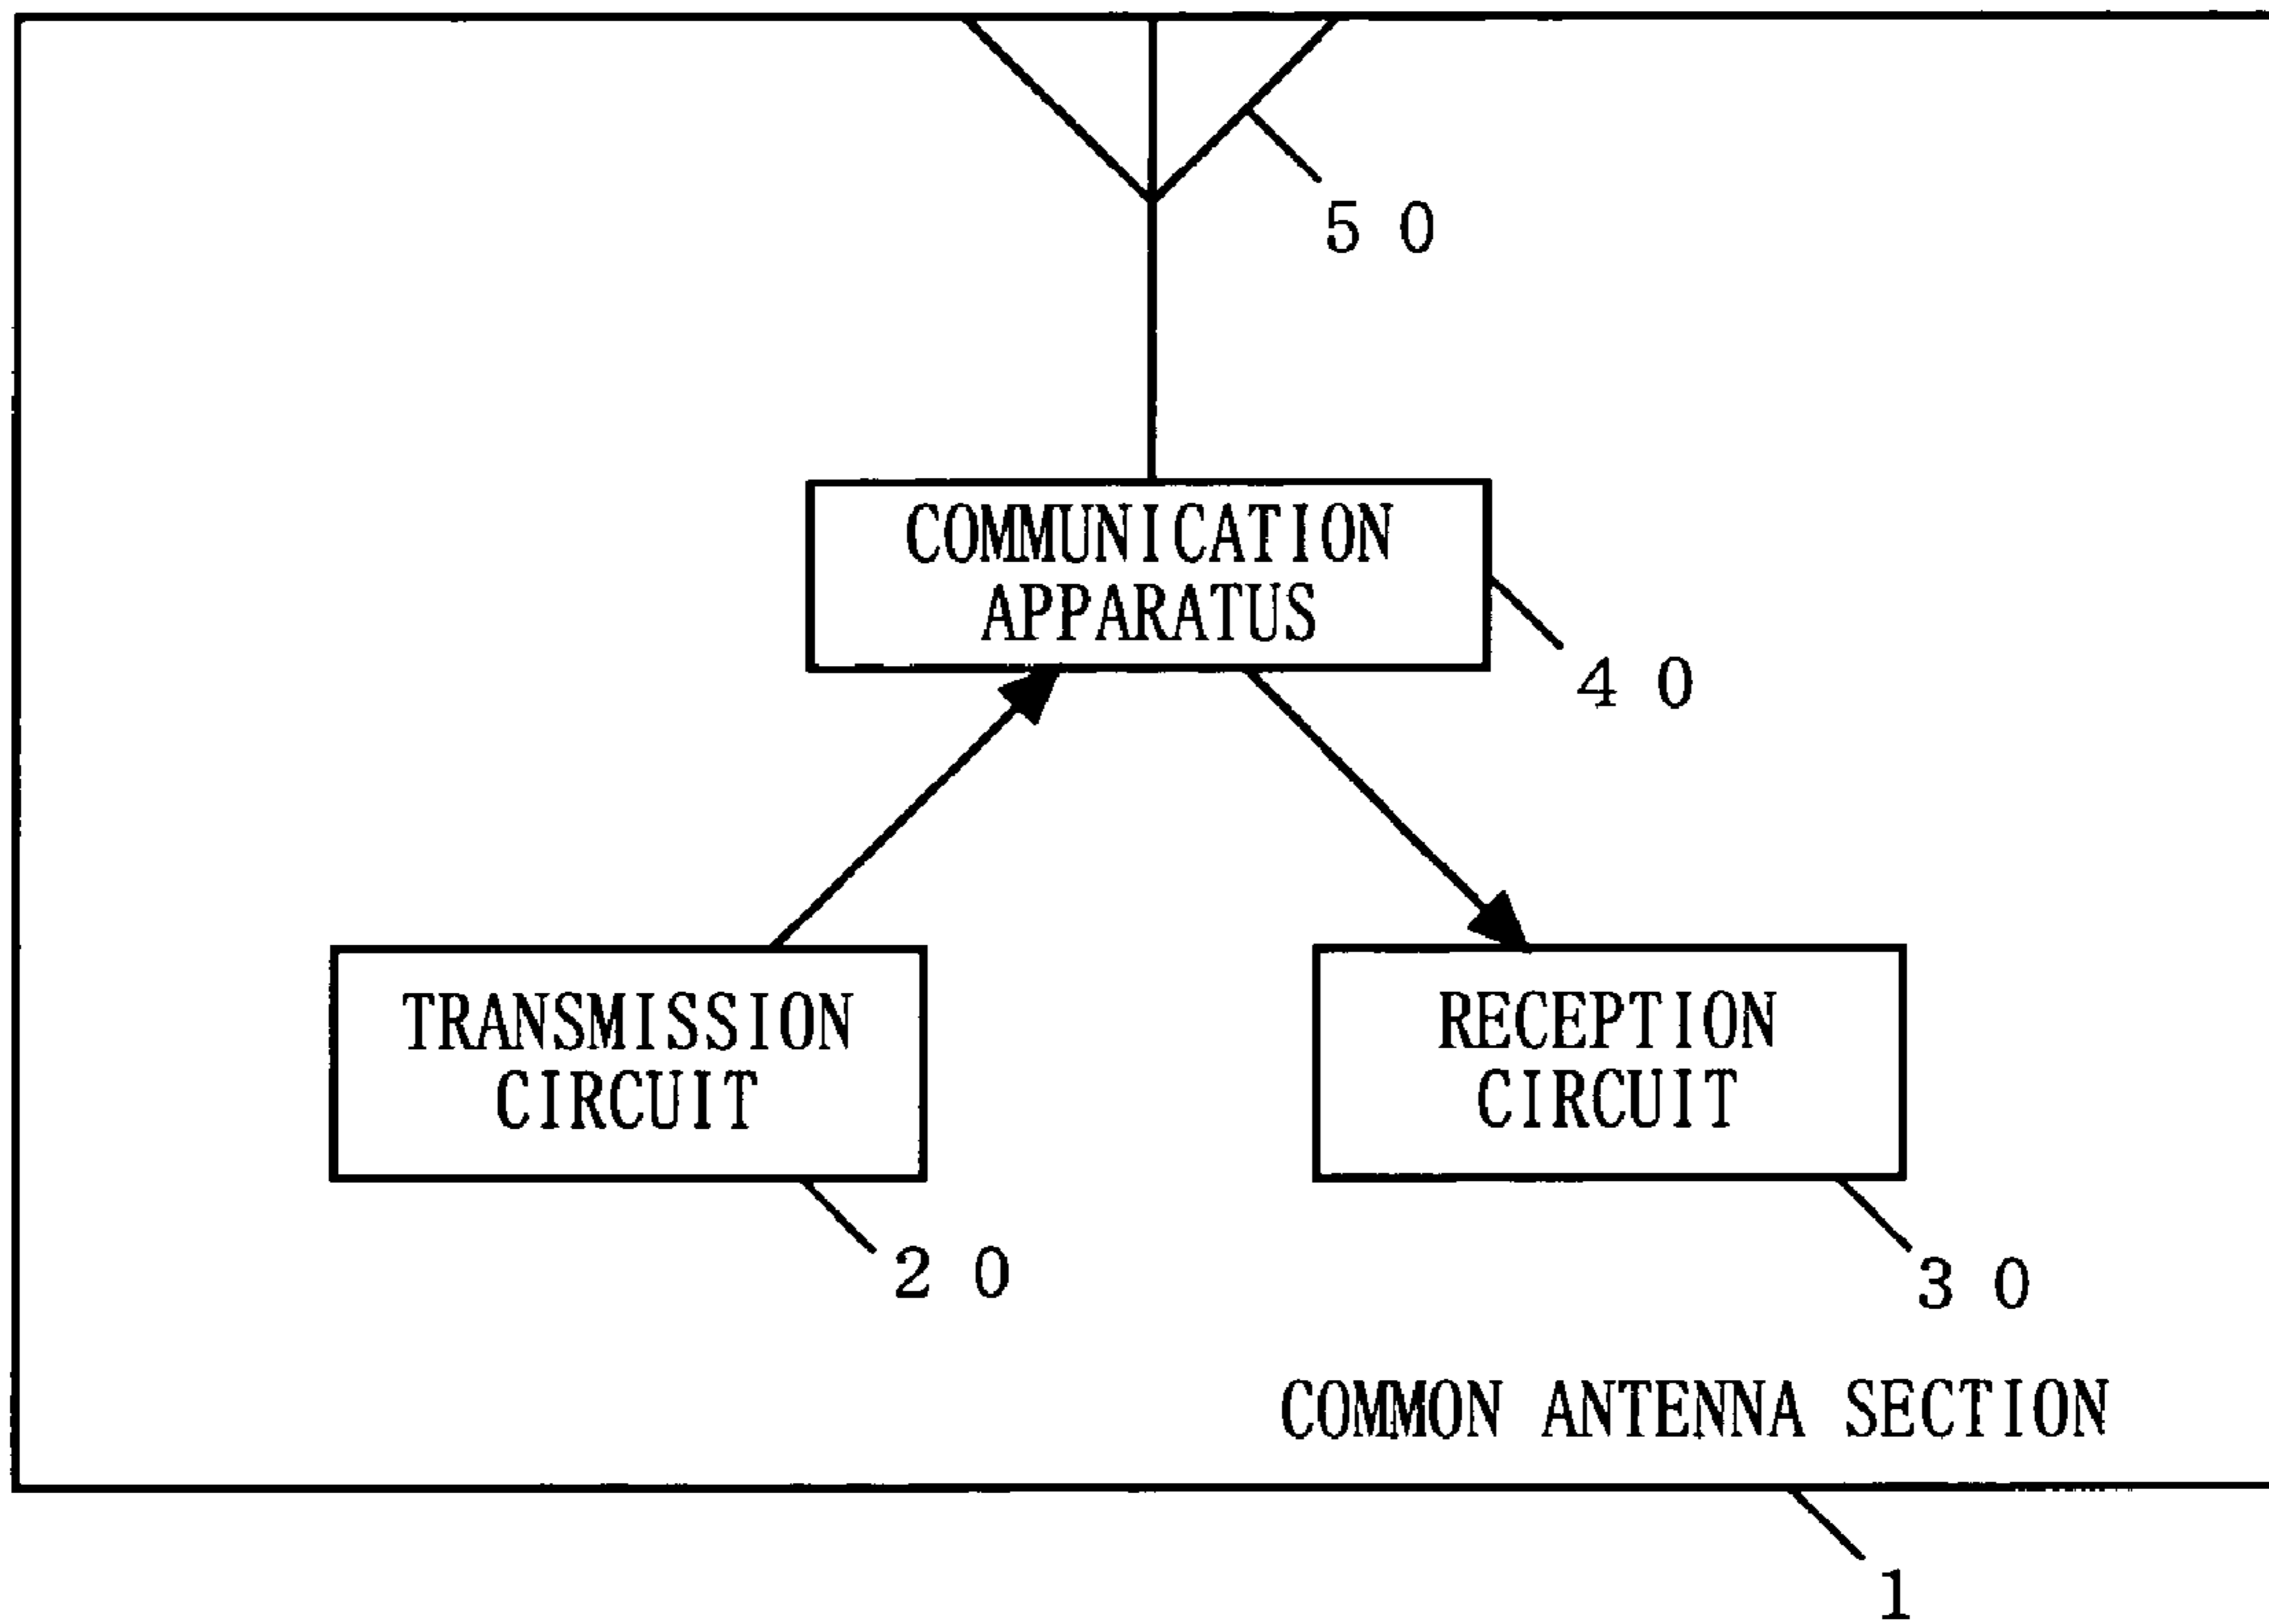 50
COMMUNICATION
APPARATUS
40
TRANSMISSION
CIRCUIT
RECEPTION
CIRCUIT
20
30
COMMON ANTENNA SECTION
1